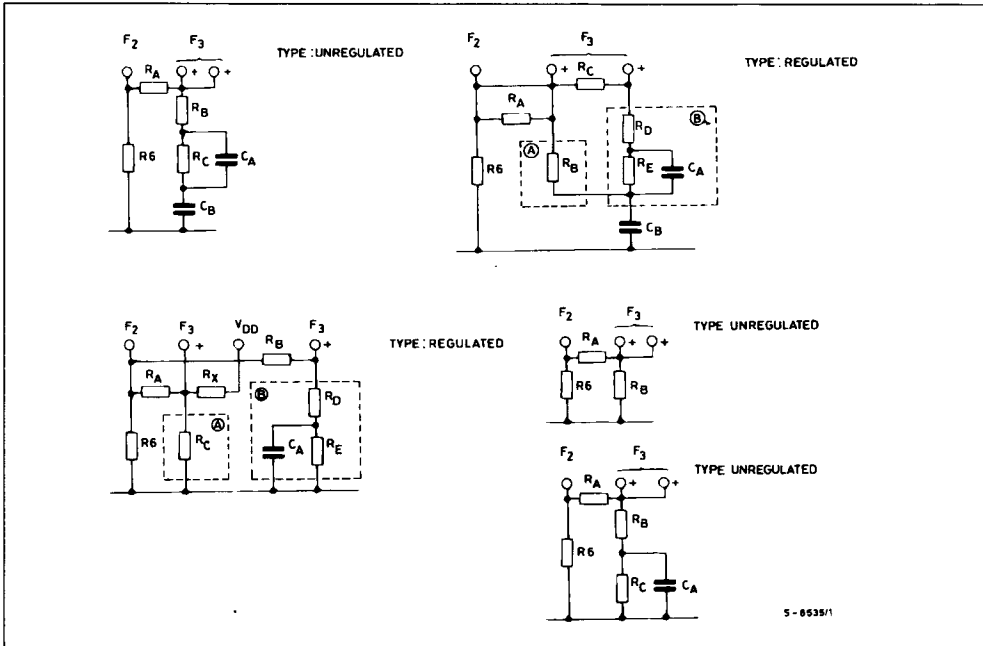 F2 F3
TYPE:UNREGULATED
RA
+ +
RB
R6
RC
CA
CB
F2 F3
TYPE: REGULATED
RC
+ +
RA
RD
B
A
RB
RE
CA
R6
CB
F2 F3 VDD F3
TYPE: REGULATED
+ RB +
RA RX
B
RD
A
R6
RC
CA
RE
F2 F3
TYPE UNREGULATED
RA
+ +
R6
RB
F2 F3
TYPE UNREGULATED
RA
+ +
RB
R6
RC
CA
S-6535/1